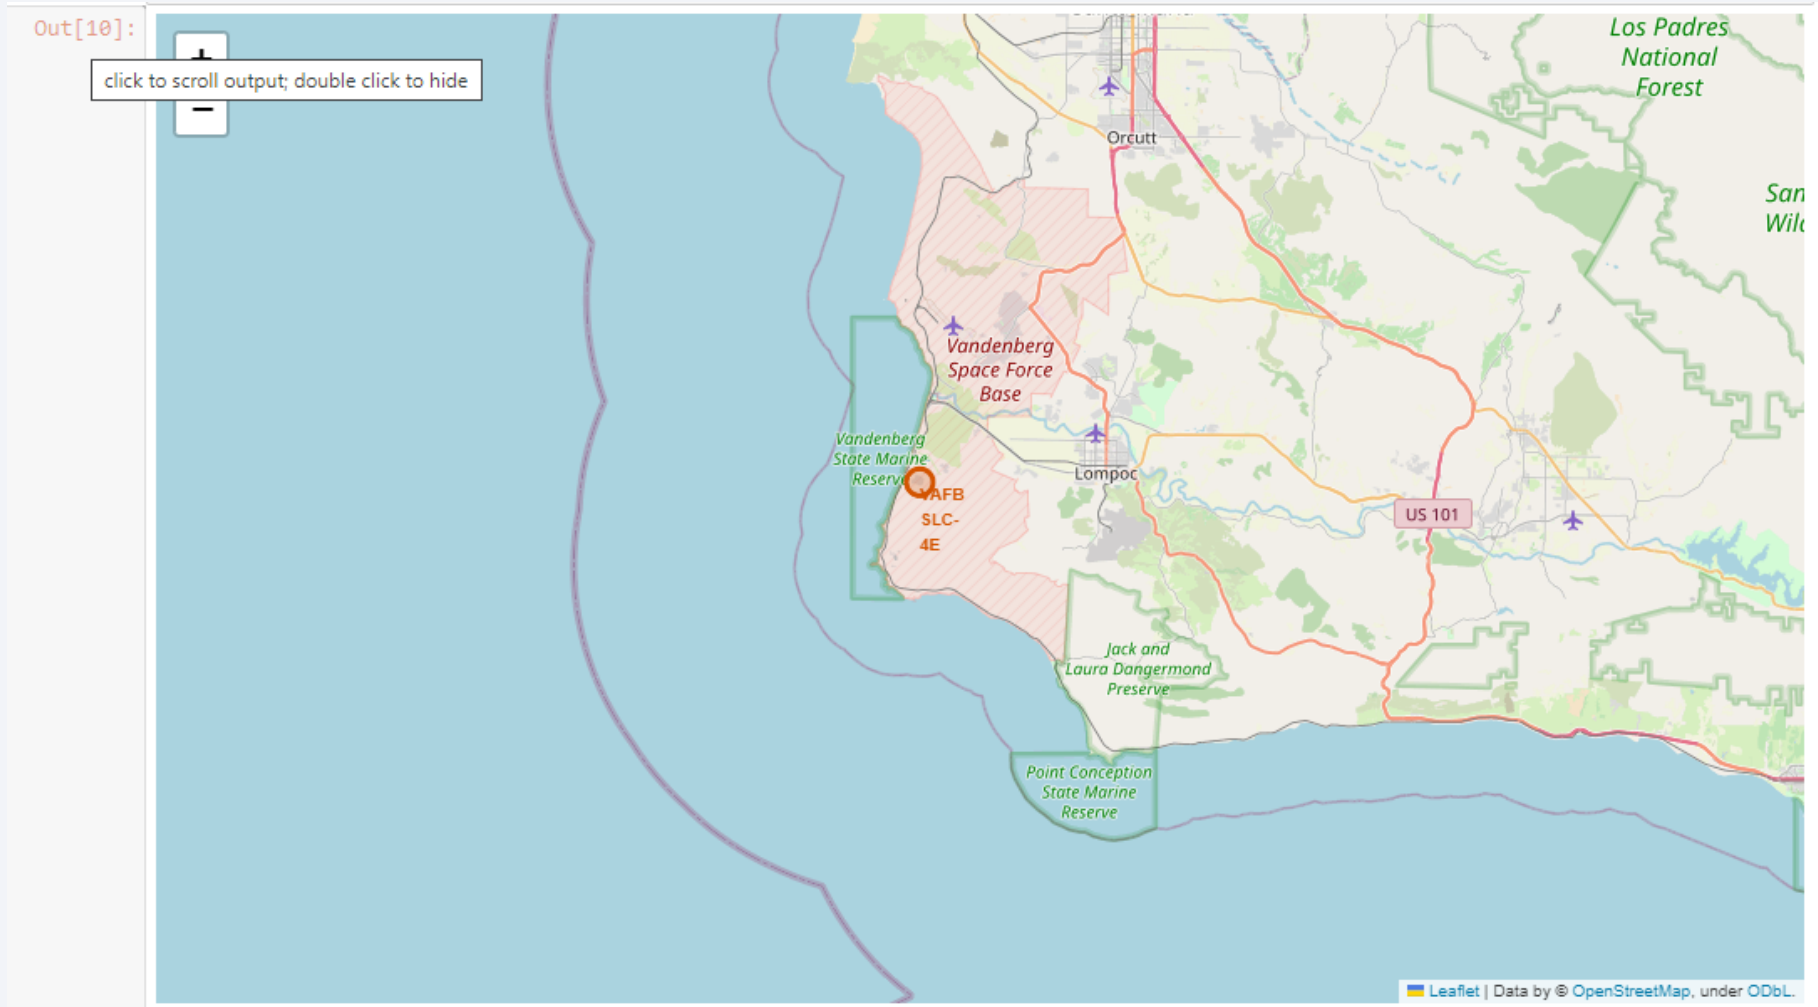 Out[10]:
+
click to scroll output; double click to hide
−
Los Padres
National
Forest
Orcutt
San
Wild
Vandenberg
Space Force
Base
Vandenberg
State Marine
Reserve
VAFB
SLC-
4E
Lompoc
US 101
Jack and
Laura Dangermond
Preserve
Point Conception
State Marine
Reserve
Leaflet | Data by © OpenStreetMap, under ODbL.